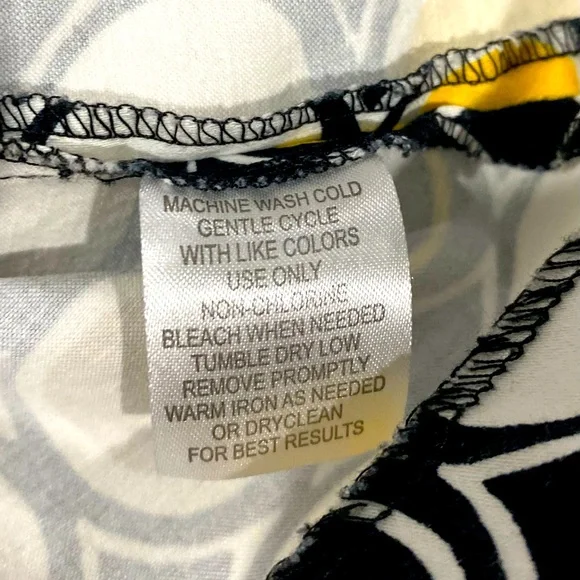 MACHINE WASH COLD
GENTLE CYCLE
WITH LIKE COLORS
USE ONLY
NON-CHLORINE
BLEACH WHEN NEEDED
TUMBLE DRY LOW
REMOVE PROMPTLY
WARM IRON AS NEEDED
OR DRYCLEAN
FOR BEST RESULTS